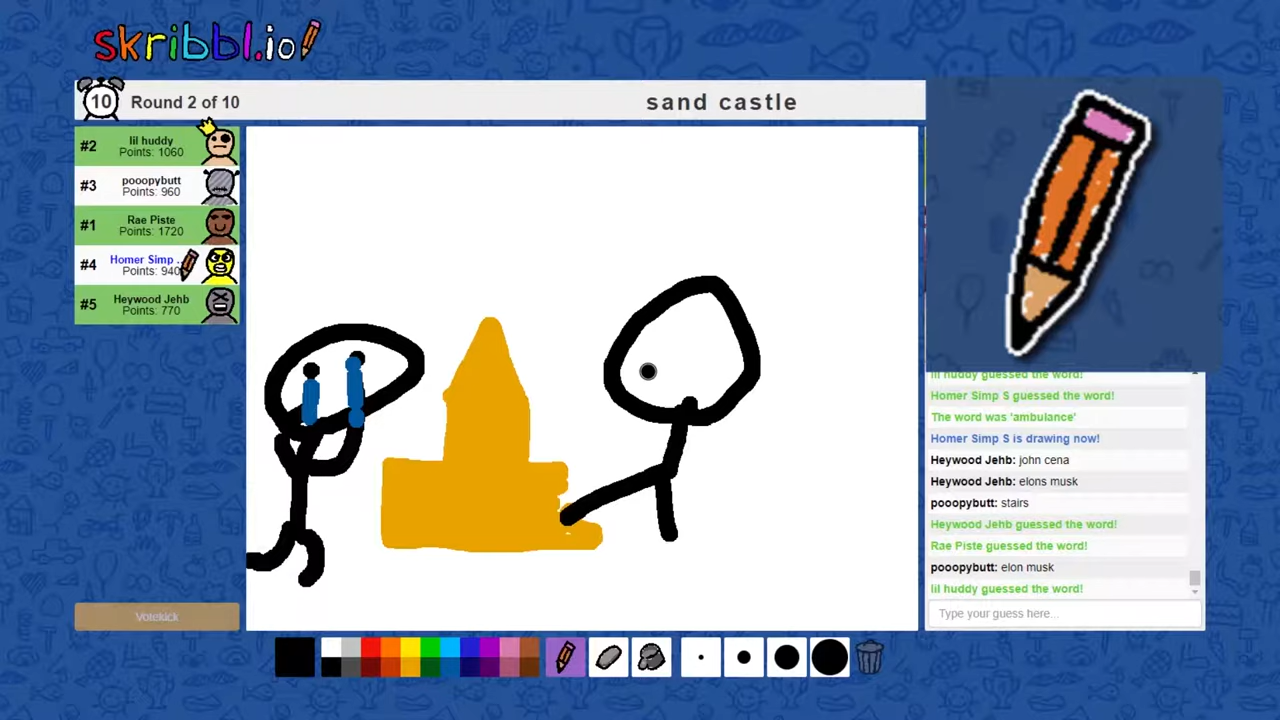 skribbl.io
10
Round 2 of 10
sand castle
#2
lil huddy
Points: 1060
#3
pooopybutt
Points: 960
#1
Rae Piste
Points: 1720
#4
Homer Simp .
Points: 940
#5
Heywood Jehb
Points: 770
Votekick
lil huddy guessed the word!
Homer Simp S guessed the word!
The word was 'ambulance'
Homer Simp S is drawing now!
Heywood Jehb: john cena
Heywood Jehb: elons musk
pooopybutt: stairs
Heywood Jehb guessed the word!
Rae Piste guessed the word!
pooopybutt: elon musk
lil huddy guessed the word!
Type your guess here...